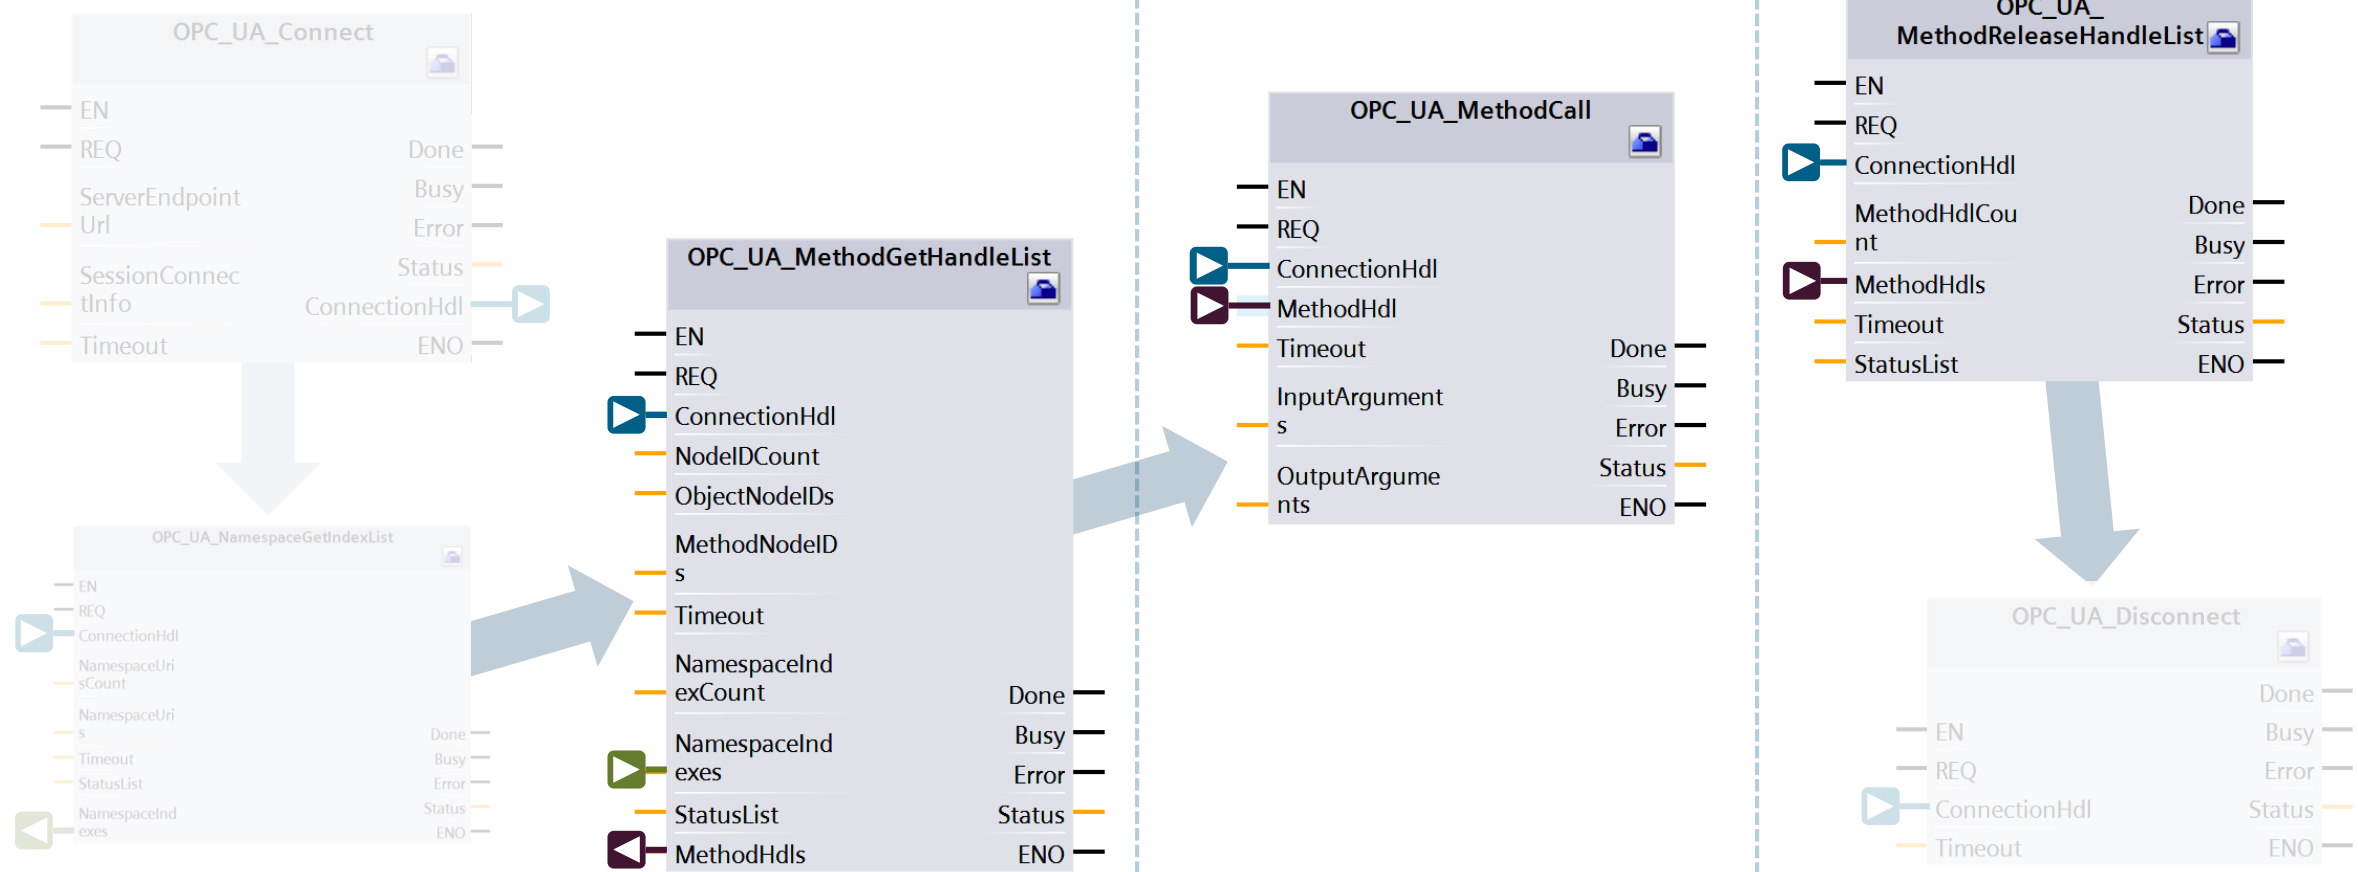 OPC_UA_Connect
EN
REQ
ServerEndpoint
Url
SessionConnec
tInfo
Timeout
Done
Busy
Error
Status
ConnectionHdl
ENO
OPC_UA_NamespaceGetIndexList
EN
REQ
ConnectionHdl
NamespaceUri
sCount
NamespaceUri
s
Timeout
StatusList
NamespaceInd
exes
Done
Busy
Error
Status
ENO
OPC_UA_MethodGetHandleList
EN
REQ
ConnectionHdl
NodeIDCount
ObjectNodeIDs
MethodNodeID
s
Timeout
NamespaceInd
exCount
NamespaceInd
exes
StatusList
MethodHdls
Done
Busy
Error
Status
ENO
OPC_UA_MethodCall
EN
REQ
ConnectionHdl
MethodHdl
Timeout
InputArgument
s
OutputArgume
nts
Done
Busy
Error
Status
ENO
OPC_UA_
MethodReleaseHandleList
EN
REQ
ConnectionHdl
MethodHdlCou
nt
MethodHdls
Timeout
StatusList
Done
Busy
Error
Status
ENO
OPC_UA_Disconnect
EN
REQ
ConnectionHdl
Timeout
Done
Busy
Error
Status
ENO